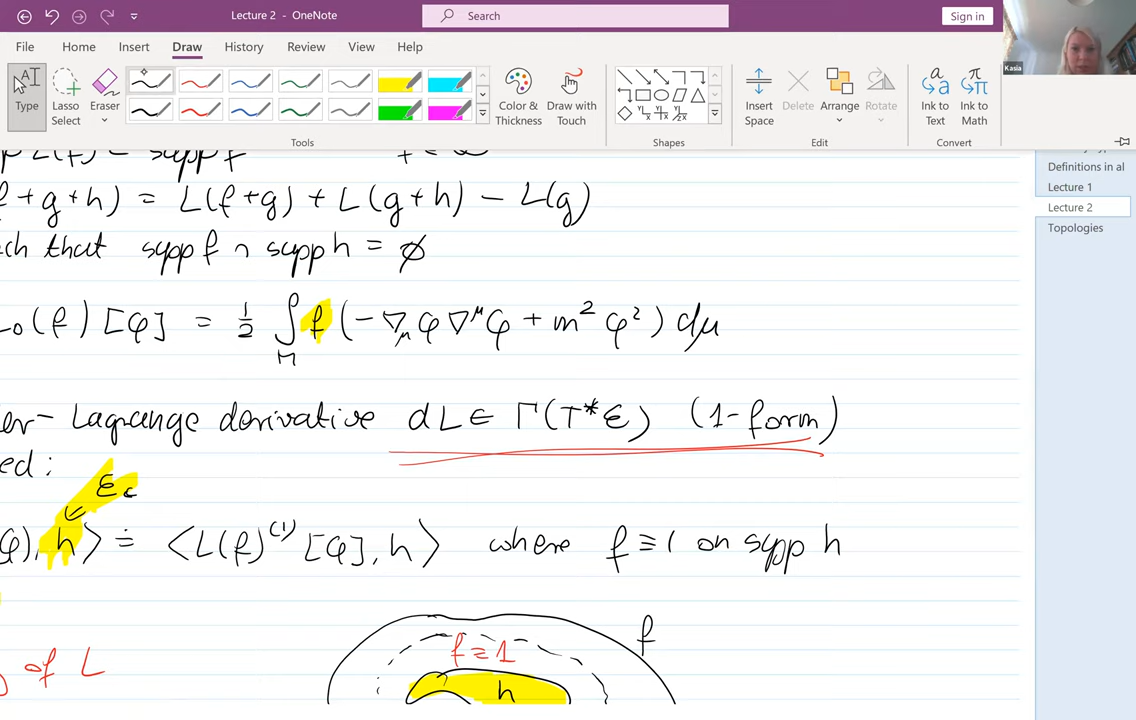 Lecture 2 - OneNote
Search
Sign in
File Home Insert Draw History Review View Help
Type
Lasso Select
Eraser
Color & Thickness
Draw with Touch
Insert Space
Delete
Arrange
Rotate
Ink to Text
Ink to Math
Tools
Shapes
Edit
Convert
Kasia
Definitions in al
Lecture 1
Lecture 2
Topologies
supp f
f + g + h) = L(f+g) + L(g+h) - L(g)
ch that supp f ∩ supp h = ∅
Lo(f)[φ] = 1/2 ∫_M f(-∇_μ φ ∇^μ φ + m² φ²) dμ
er-Lagrange derivative dL ∈ Γ(T*ℰ) (1-form)
ed:
ℰc
φ), h⟩ ≐ ⟨L(f)^(1)[φ], h⟩ where f ≡ 1 on supp h
f
of L
f ≡ 1
h